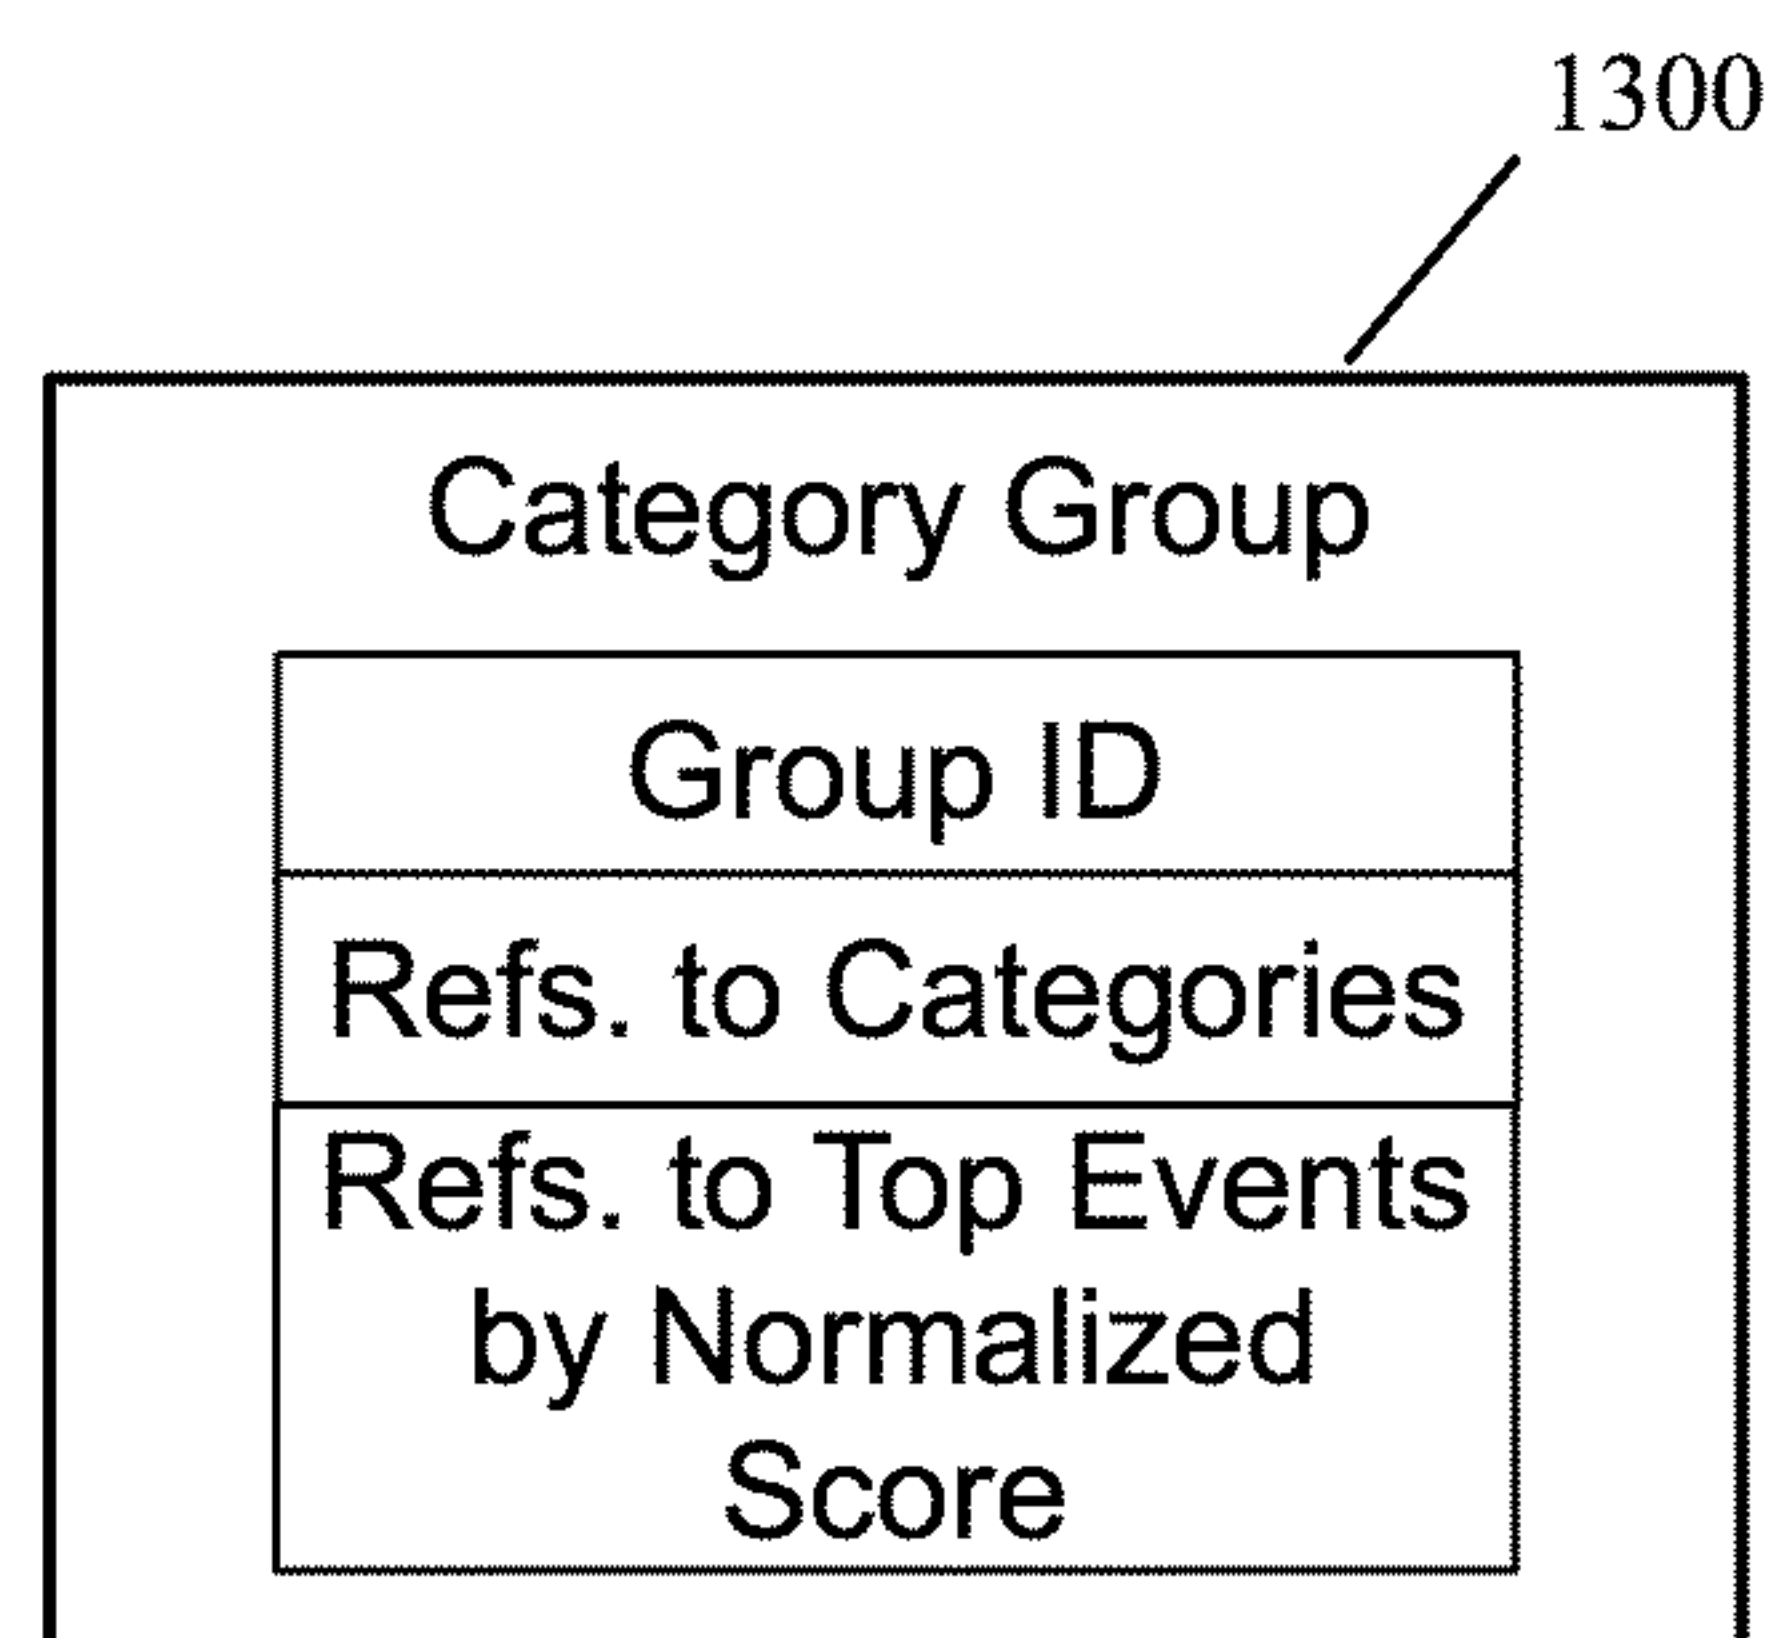 1300
Category Group
Group ID
Refs. to Categories
Refs. to Top Events
by Normalized
Score